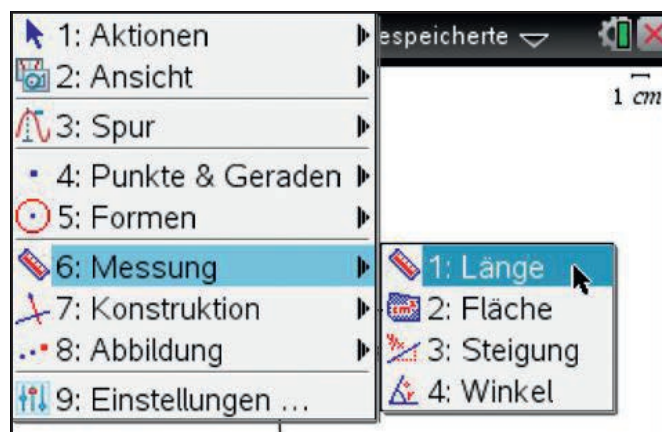 1: Aktionen
espeicherte
2: Ansicht
1 cm
3: Spur
4: Punkte & Geraden
5: Formen
6: Messung
1: Länge
7: Konstruktion
2: Fläche
8: Abbildung
3: Steigung
9: Einstellungen ...
4: Winkel